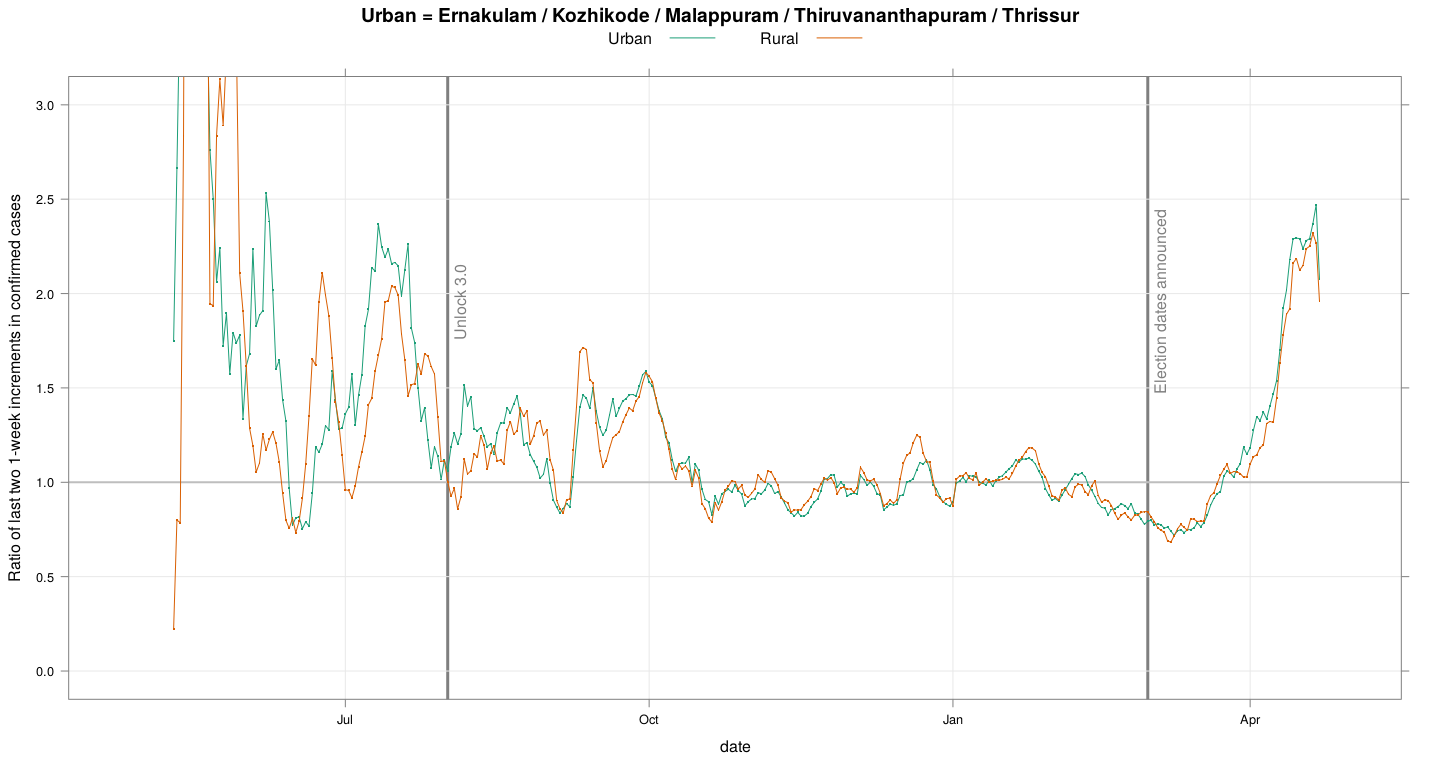 Urban = Ernakulam / Kozhikode / Malappuram / Thiruvananthapuram / Thrissur
Urban Rural
Ratio of last two 1-week increments in confirmed cases
3.0
2.5
2.0
1.5
1.0
0.5
0.0
Unlock 3.0
Election dates announced
Jul Oct Jan Apr
date